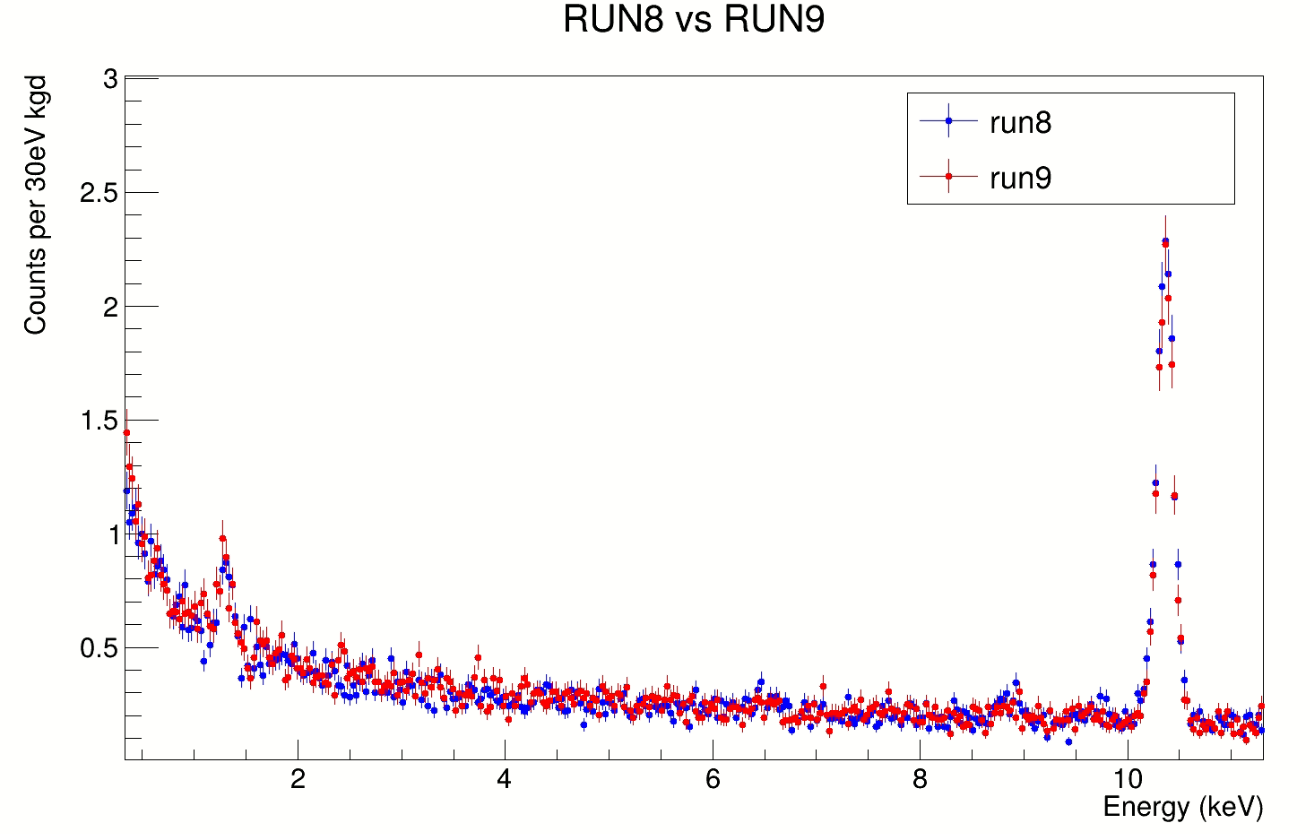 RUN8 vs RUN9
Counts per 30eV kgd
3
2.5
2
1.5
1
0.5
run8
run9
2 4 6 8 10
Energy (keV)